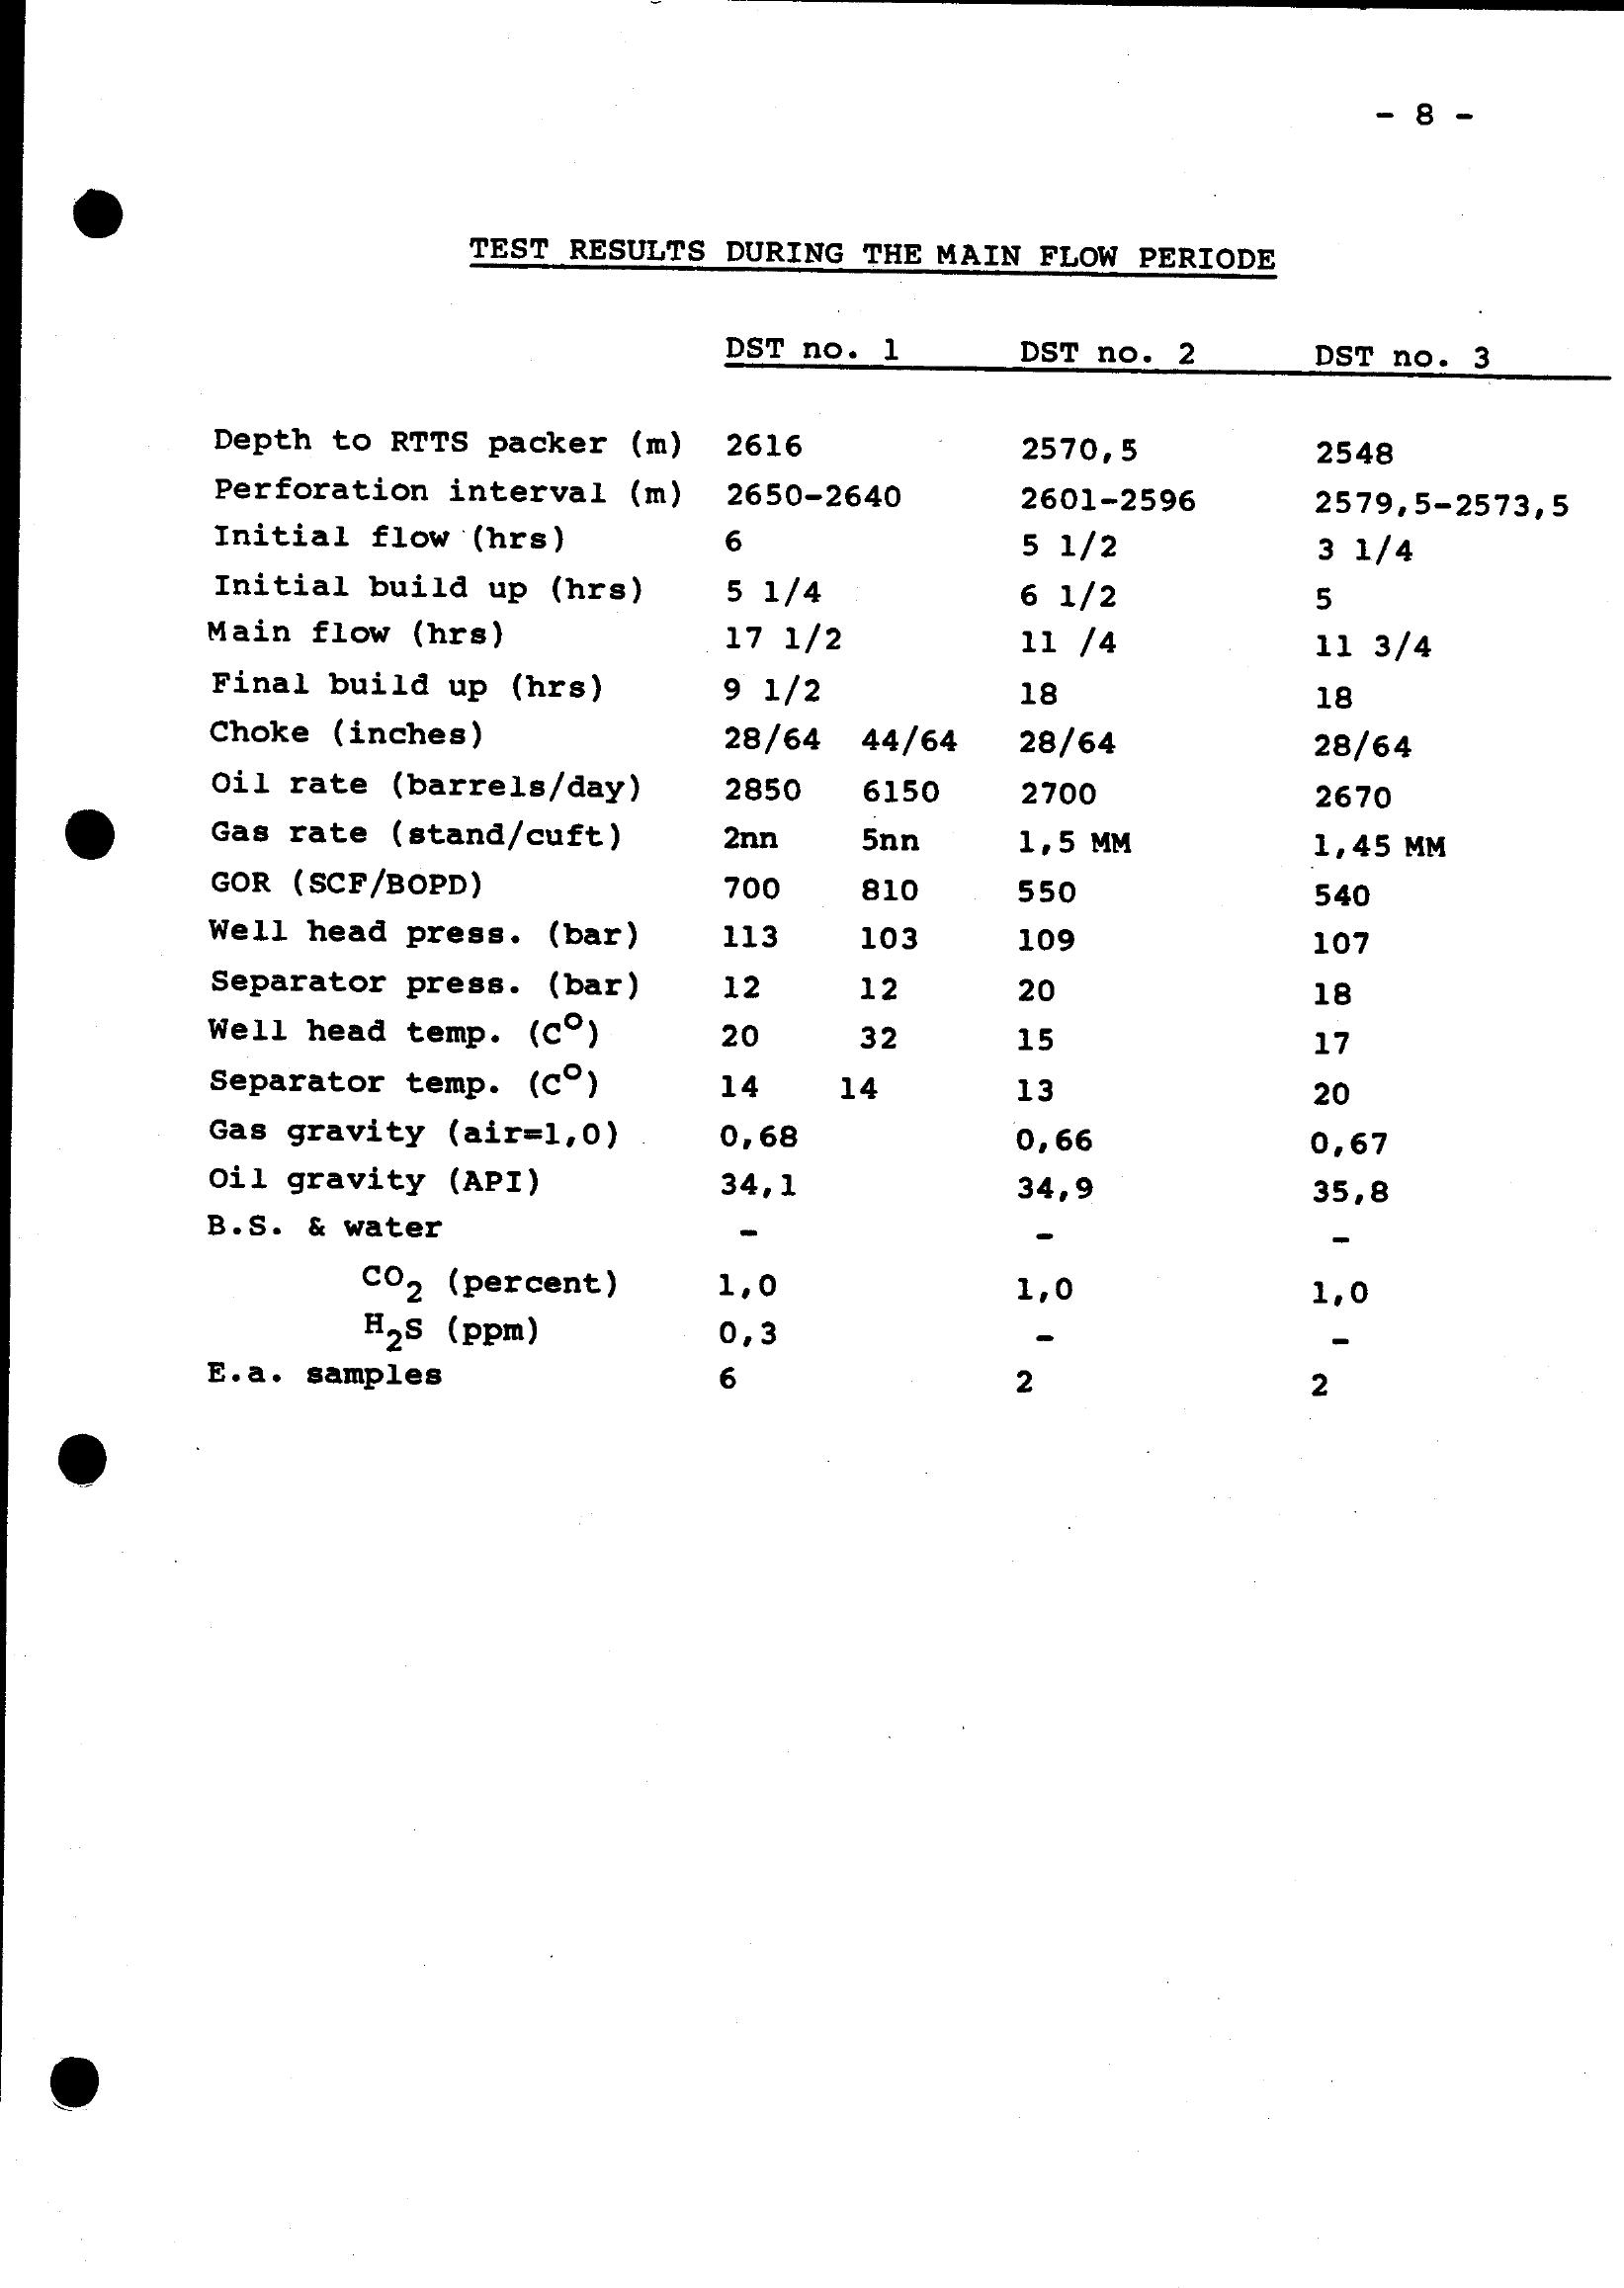 - 8 -
TEST RESULTS DURING THE MAIN FLOW PERIODE
DST no. 1 DST no. 2 DST no. 3
Depth to RTTS packer (m) 2616 2570,5 2548
Perforation interval (m) 2650-2640 2601-2596 2579,5-2573,5
Initial flow (hrs) 6 5 1/2 3 1/4
Initial build up (hrs) 5 1/4 6 1/2 5
Main flow (hrs) 17 1/2 11 /4 11 3/4
Final build up (hrs) 9 1/2 18 18
Choke (inches) 28/64 44/64 28/64 28/64
Oil rate (barrels/day) 2850 6150 2700 2670
Gas rate (stand/cuft) 2nn 5nn 1,5 MM 1,45 MM
GOR (SCF/BOPD) 700 810 550 540
Well head press. (bar) 113 103 109 107
Separator press. (bar) 12 12 20 18
Well head temp. (C°) 20 32 15 17
Separator temp. (C°) 14 14 13 20
Gas gravity (air=1,0) 0,68 0,66 0,67
Oil gravity (API) 34,1 34,9 35,8
B.S. & water - - -
CO₂ (percent) 1,0 1,0 1,0
H₂S (ppm) 0,3 - -
E.a. samples 6 2 2